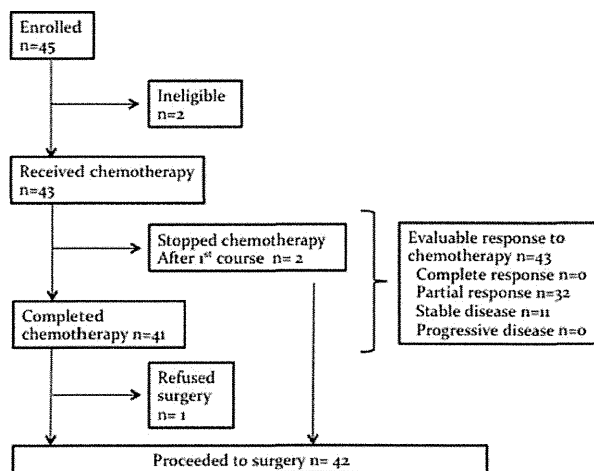 Enrolled
n=45
Ineligible
n=2
Received chemotherapy
n=43
Stopped chemotherapy
After 1st course n= 2
Evaluable response to
chemotherapy n=43
Complete response n=0
Partial response n=32
Stable disease n=11
Progressive disease n=0
Completed
chemotherapy n=41
Refused
surgery
n= 1
Proceeded to surgery n= 42